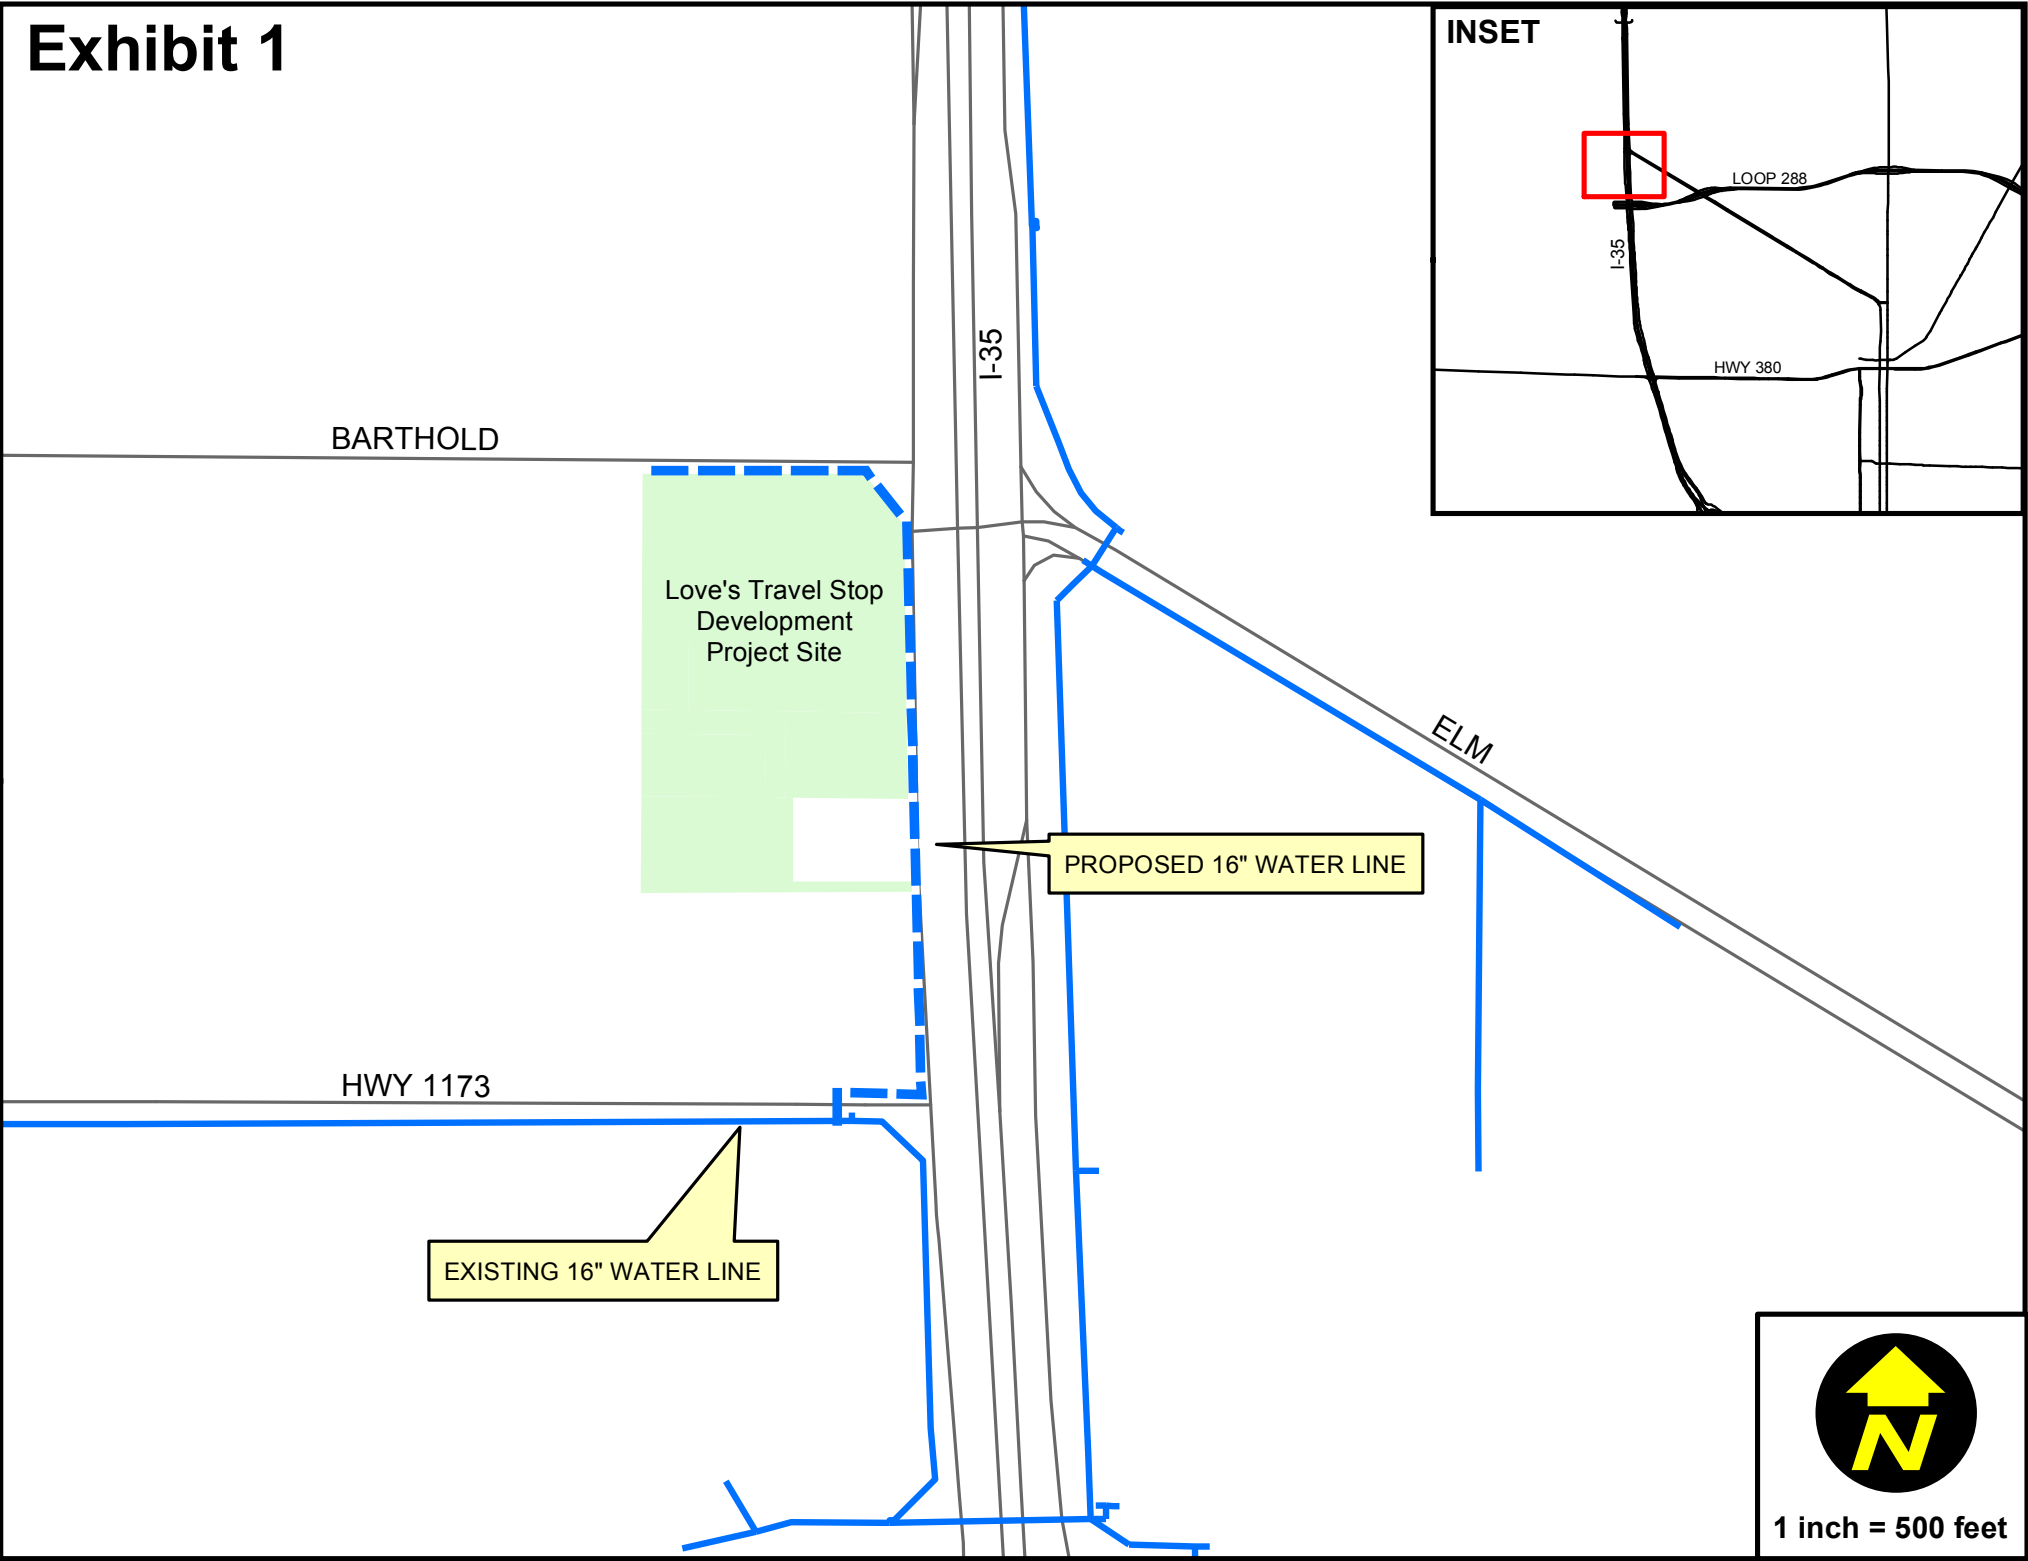 Exhibit 1
INSET
LOOP 288
I-35
HWY 380
I-35
BARTHOLD
Love's Travel Stop
Development
Project Site
ELM
PROPOSED 16" WATER LINE
HWY 1173
EXISTING 16" WATER LINE
N
1 inch = 500 feet